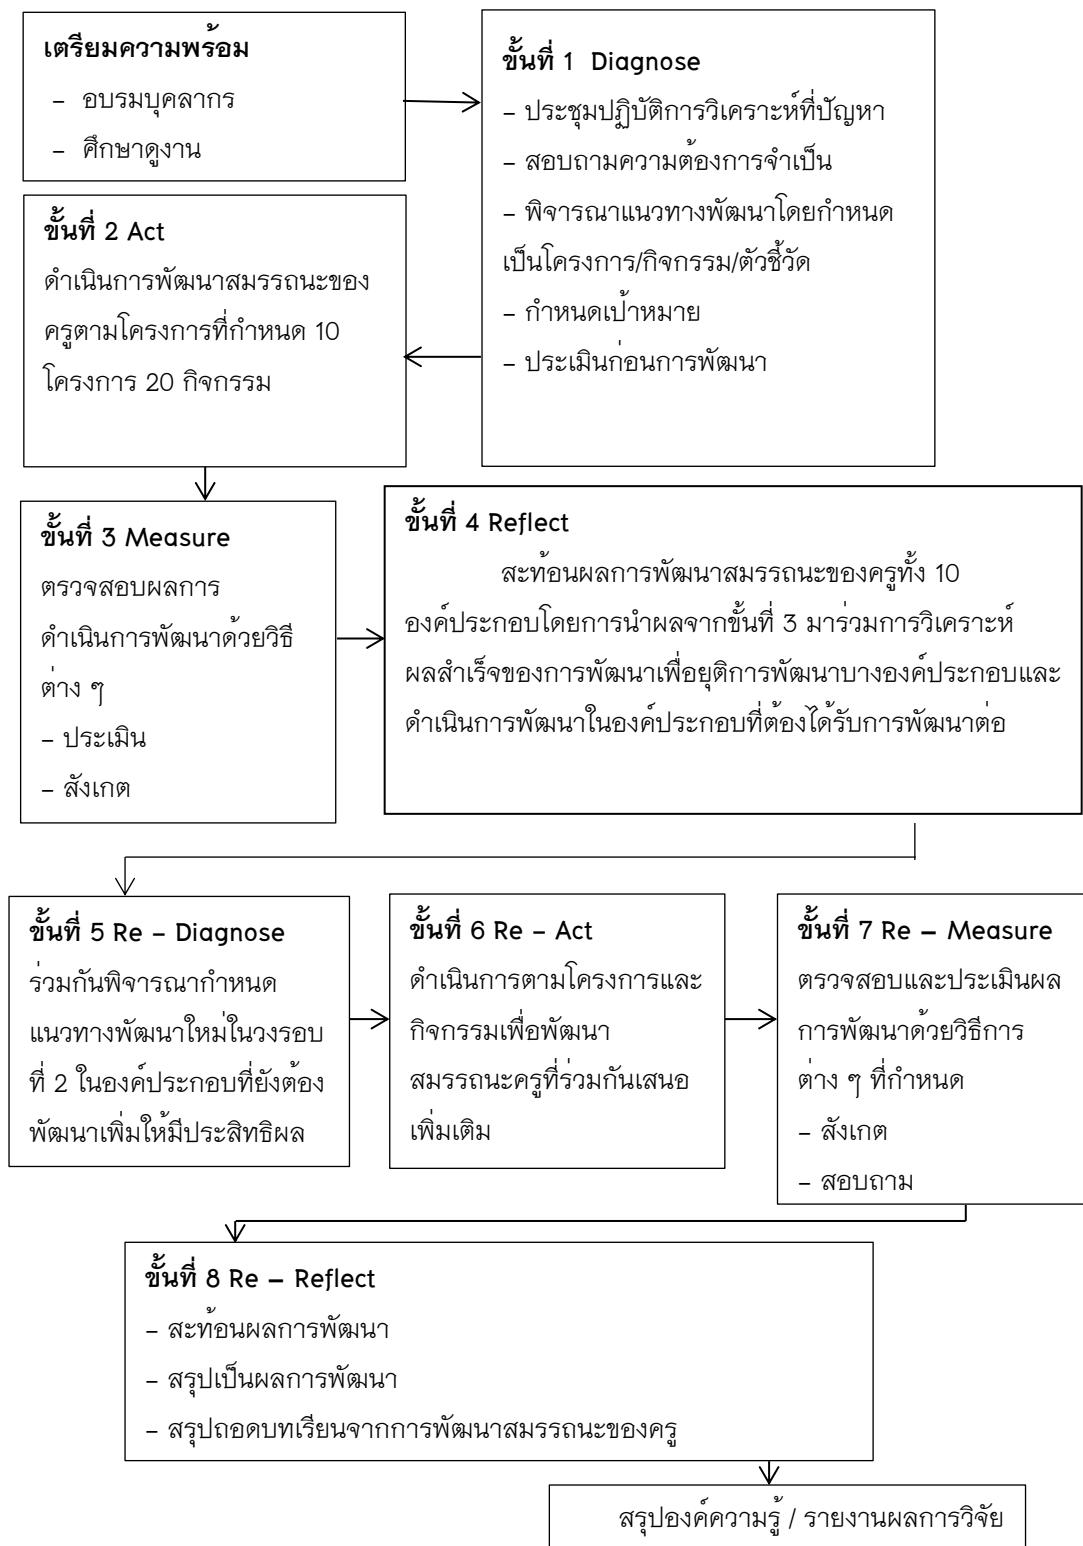 เตรียมความพร้อม
- อบรมบุคลากร
- ศึกษาดูงาน
ขั้นที่ 1 Diagnose
- ประชุมปฏิบัติการวิเคราะห์ที่ปัญหา
- สอบถามความต้องการจำเป็น
- พิจารณาแนวทางพัฒนาโดยกำหนด
เป็นโครงการ/กิจกรรม/ตัวชี้วัด
- กำหนดเป้าหมาย
- ประเมินก่อนการพัฒนา
ขั้นที่ 2 Act
ดำเนินการพัฒนาสมรรถนะของ
ครูตามโครงการที่กำหนด 10
โครงการ 20 กิจกรรม
ขั้นที่ 3 Measure
ตรวจสอบผลการ
ดำเนินการพัฒนาด้วยวิธี
ต่าง ๆ
- ประเมิน
- สังเกต
ขั้นที่ 4 Reflect
สะท้อนผลการพัฒนาสมรรถนะของครูทั้ง 10
องค์ประกอบโดยการนำผลจากขั้นที่ 3 มาร่วมการวิเคราะห์
ผลสำเร็จของการพัฒนาเพื่อยุติการพัฒนาบางองค์ประกอบและ
ดำเนินการพัฒนาในองค์ประกอบที่ต้องได้รับการพัฒนาต่อ
ขั้นที่ 5 Re - Diagnose
ร่วมกันพิจารณากำหนด
แนวทางพัฒนาใหม่ในวงรอบ
ที่ 2 ในองค์ประกอบที่ยังต้อง
พัฒนาเพิ่มให้มีประสิทธิผล
ขั้นที่ 6 Re - Act
ดำเนินการตามโครงการและ
กิจกรรมเพื่อพัฒนา
สมรรถนะครูที่ร่วมกันเสนอ
เพิ่มเติม
ขั้นที่ 7 Re – Measure
ตรวจสอบและประเมินผล
การพัฒนาด้วยวิธีการ
ต่าง ๆ ที่กำหนด
- สังเกต
- สอบถาม
ขั้นที่ 8 Re – Reflect
- สะท้อนผลการพัฒนา
- สรุปเป็นผลการพัฒนา
- สรุปถอดบทเรียนจากการพัฒนาสมรรถนะของครู
สรุปองค์ความรู้ / รายงานผลการวิจัย